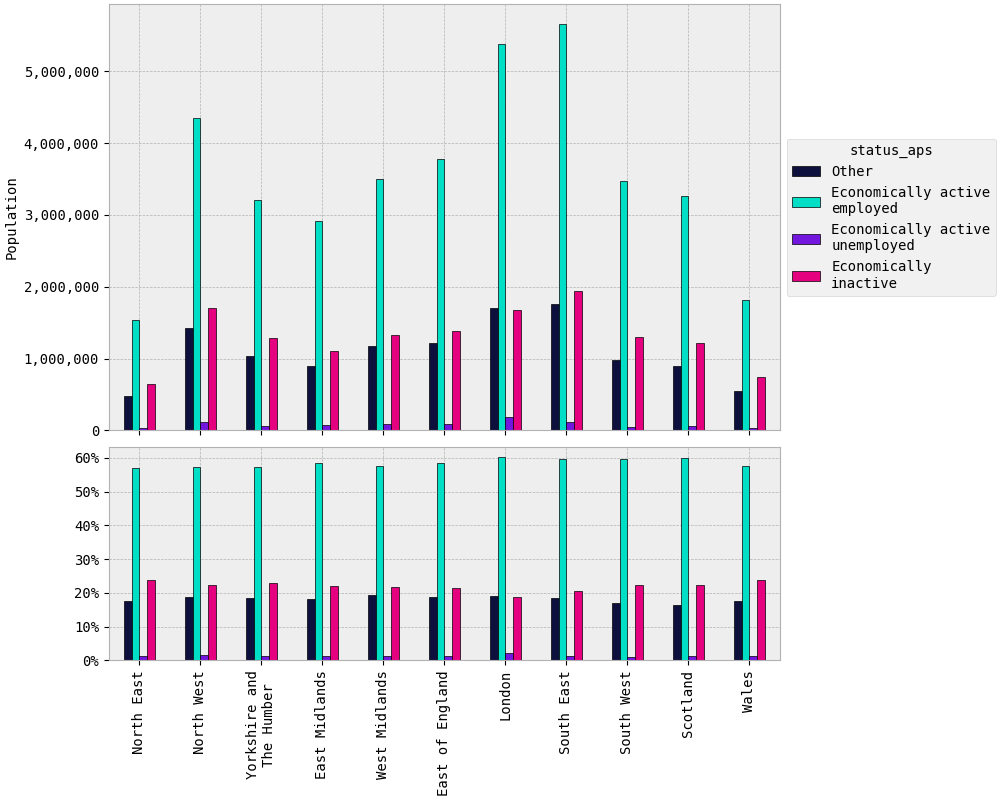 5,000,000
4,000,000
3,000,000
2,000,000
1,000,000
0
Population
status_aps
Other
Economically active
employed
Economically active
unemployed
Economically
inactive
60%
50%
40%
30%
20%
10%
0%
North East
North West
Yorkshire and
The Humber
East Midlands
West Midlands
East of England
London
South East
South West
Scotland
Wales